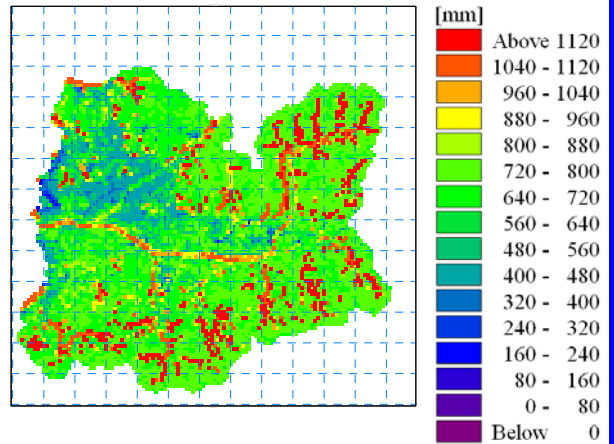 [mm]
Above 1120
1040 - 1120
960 - 1040
880 - 960
800 - 880
720 - 800
640 - 720
560 - 640
480 - 560
400 - 480
320 - 400
240 - 320
160 - 240
80 - 160
0 - 80
Below 0